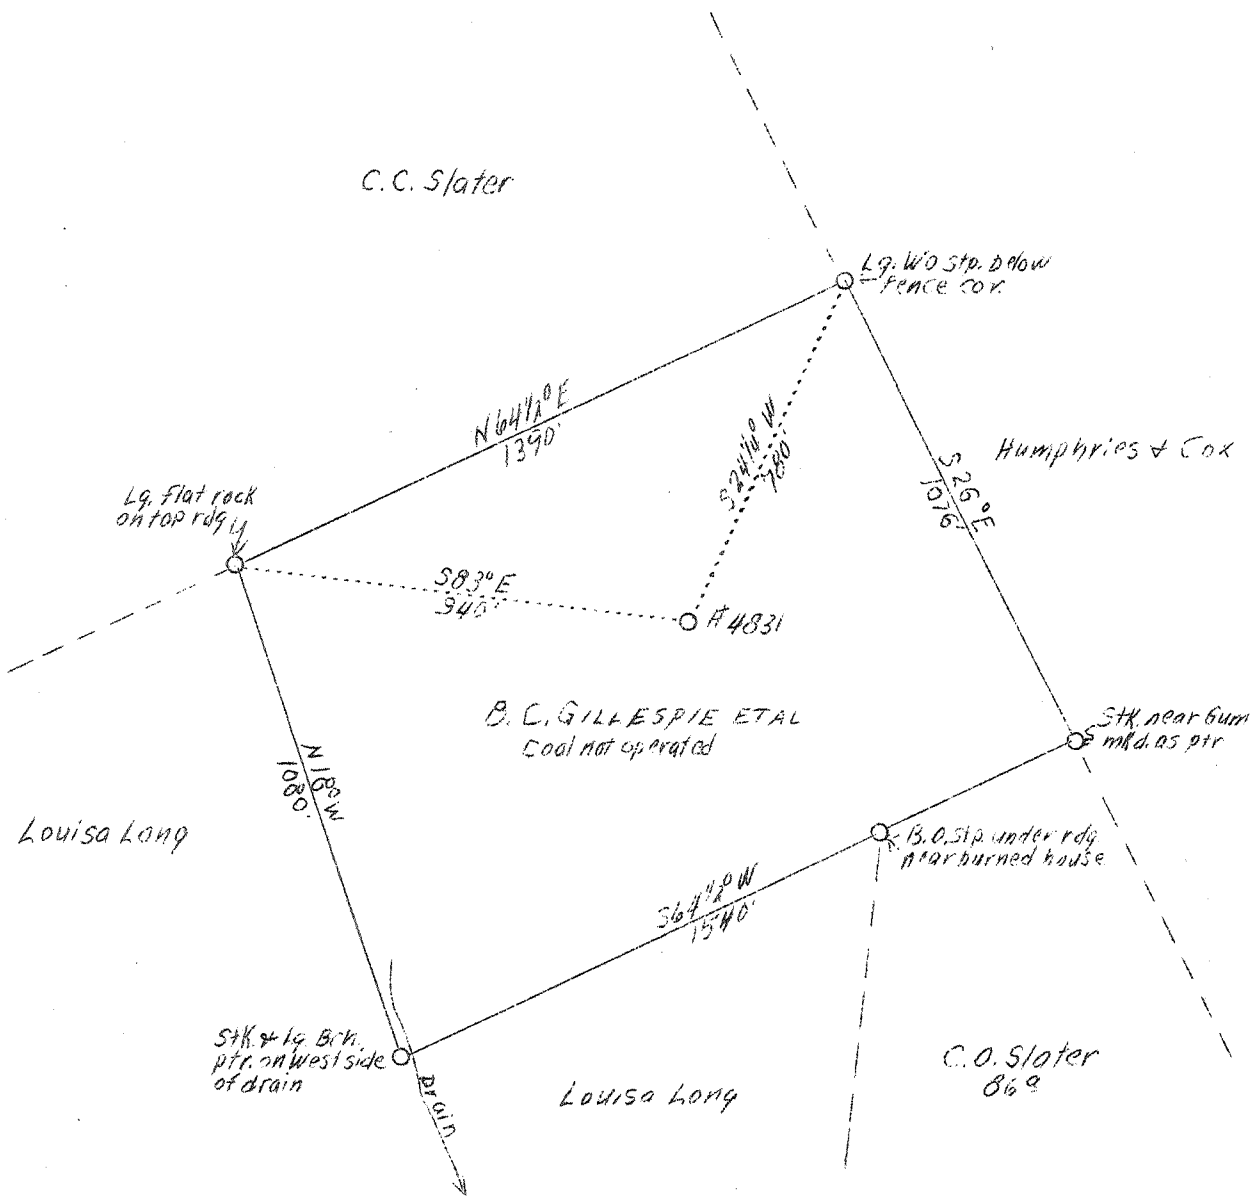 C.C. Slater
Lg. W.O Stp. below
fence cor.
N 64½° E
1390'
S 24¼° W
780'
S 26° E
1076'
Humphries & Cox
Lg. Flat rock
on top rdg
S 83° E
940'
# 4831
B. C. GILLESPIE ETAL
Coal not operated
Stk. near Gum
mkd. as ptr
N 18° W
1080'
Louisa Long
B.O. Stp. under rdg.
near burned house
S 64½° W
1540'
Stk. & Lg. Bch.
ptr. on west side
of drain
Drain
Louisa Long
C.O. Slater
86a